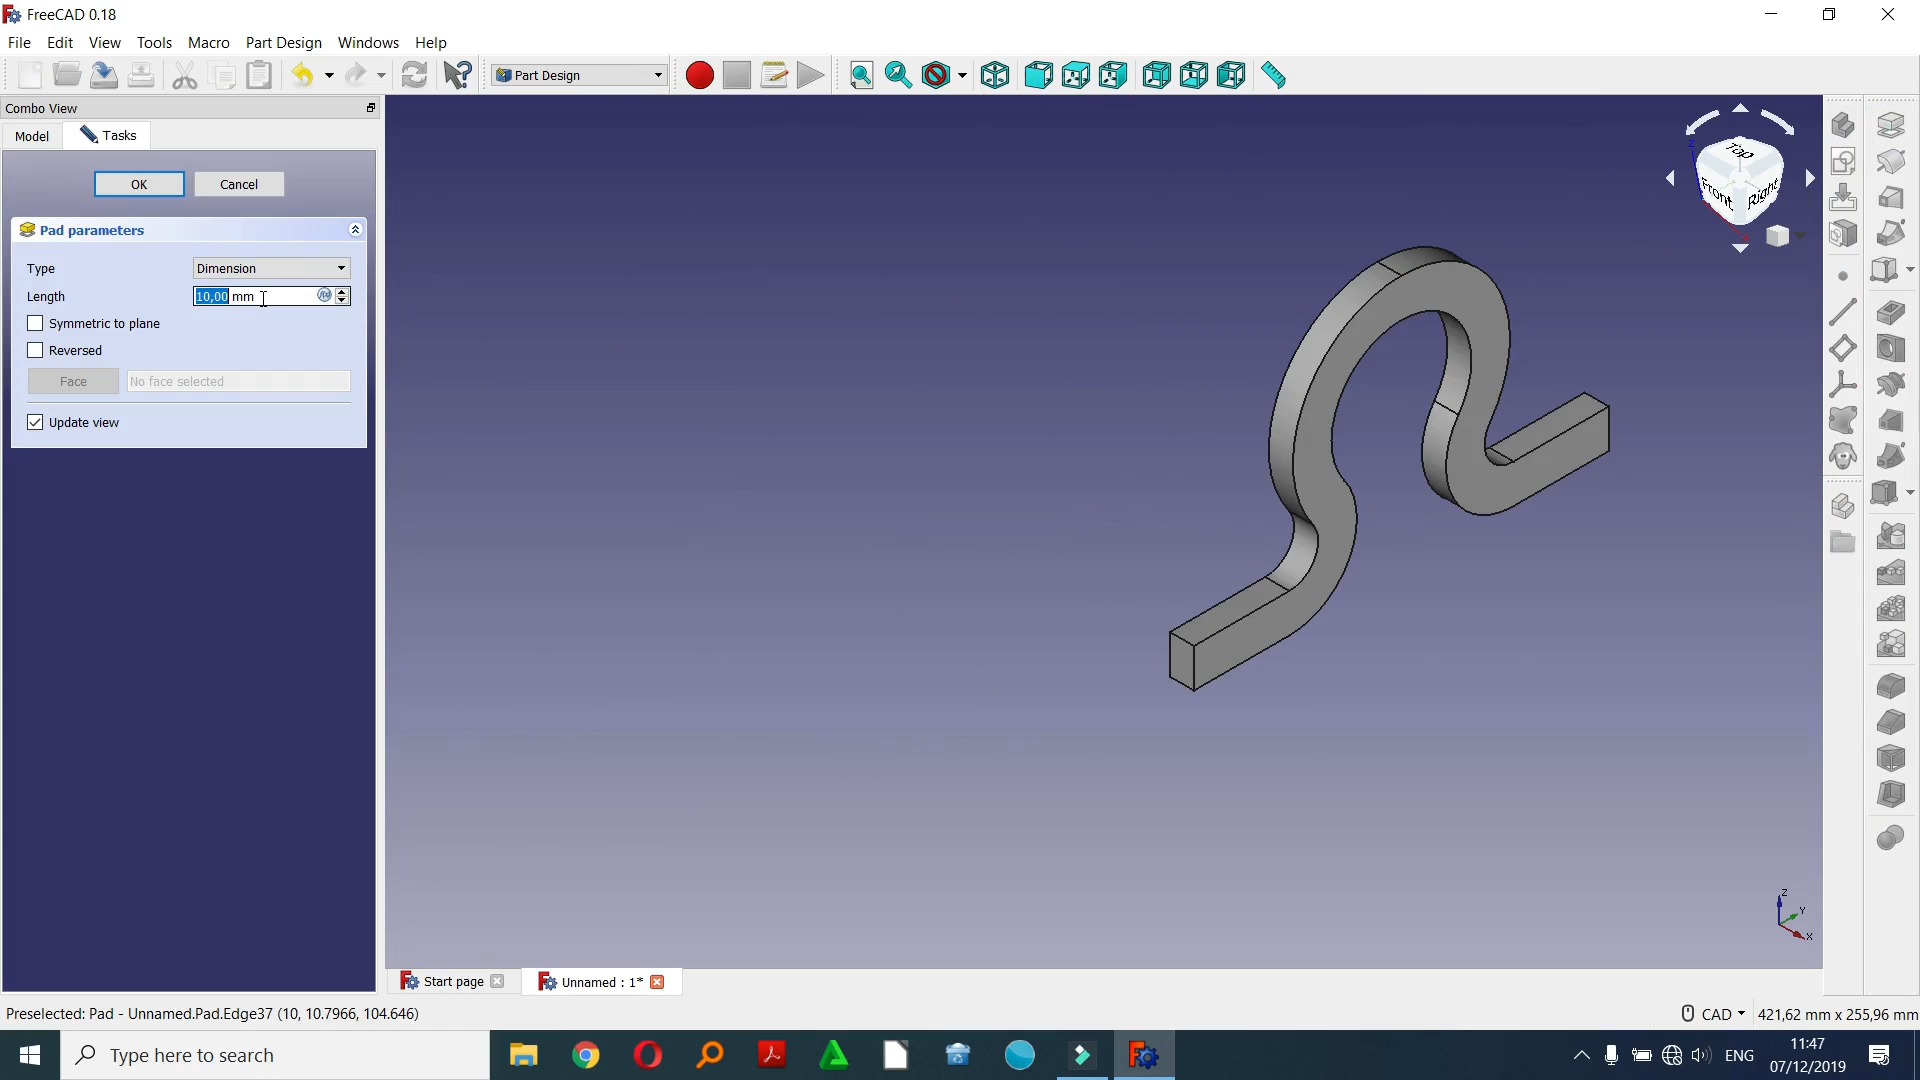 FreeCAD 0.18
File Edit View Tools Macro Part Design Windows Help
Part Design
Combo View
Model Tasks
OK Cancel
Pad parameters
Type Dimension
Length 10,00 mm
Symmetric to plane
Reversed
Face No face selected
Update view
Top
Front Right
Z
Z
Y
X
Start page Unnamed : 1*
Preselected: Pad - Unnamed.Pad.Edge37 (10, 10.7966, 104.646)
CAD 421,62 mm x 255,96 mm
Type here to search
ENG
11:47
07/12/2019